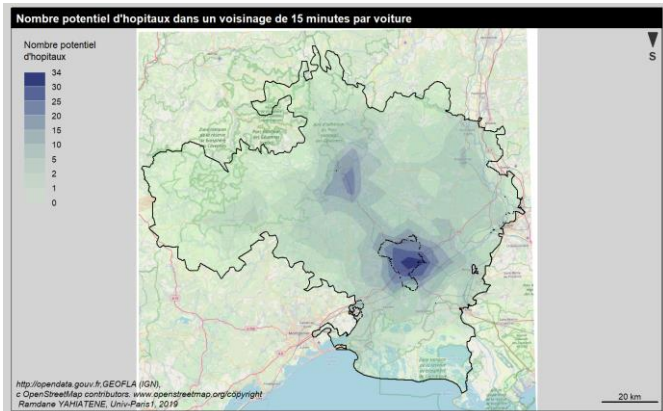 Nombre potentiel d'hopitaux dans un voisinage de 15 minutes par voiture
Nombre potentiel
d'hopitaux
34
30
25
20
15
10
5
2
1
0
S
http://opendata.gouv.fr,GEOFLA (IGN),
c OpenStreetMap contributors. www.openstreetmap.org/copyright
Ramdane YAHIATENE, Univ-Paris1, 2019
20 km